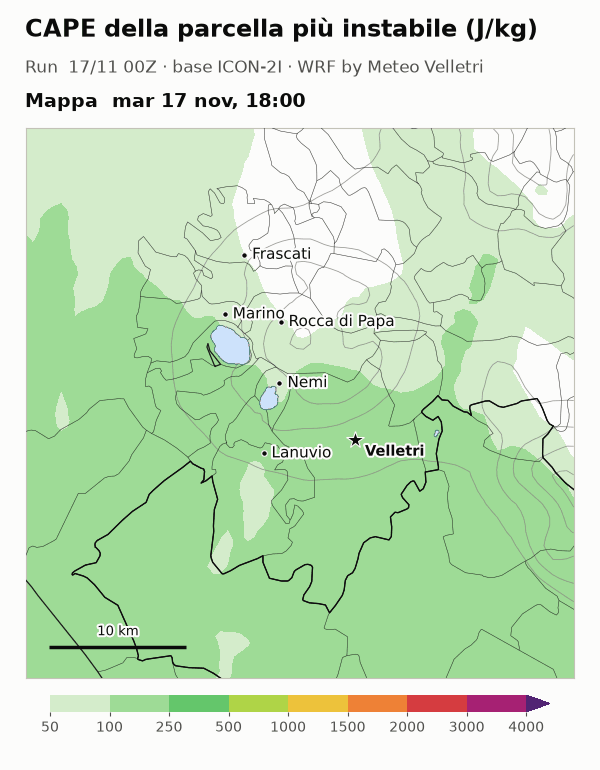 CAPE della parcella più instabile (J/kg)
Run  17/11 00Z · base ICON-2I · WRF by Meteo Velletri
Mappa  mar 17 nov, 18:00
Frascati
Marino
Rocca di Papa
Nemi
Velletri
Lanuvio
10 km
50 100 250 500 1000 1500 2000 3000 4000